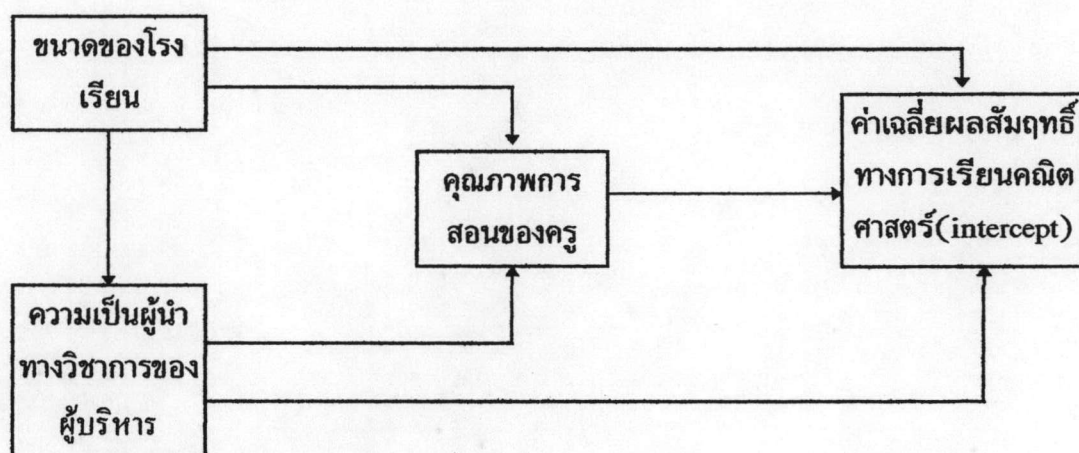 ขนาดของโรง
เรียน
ค่าเฉลี่ยผลสัมฤทธิ์
ทางการเรียนคณิต
ศาสตร์(intercept)
คุณภาพการ
สอนของครู
ความเป็นผู้นำ
ทางวิชาการของ
ผู้บริหาร